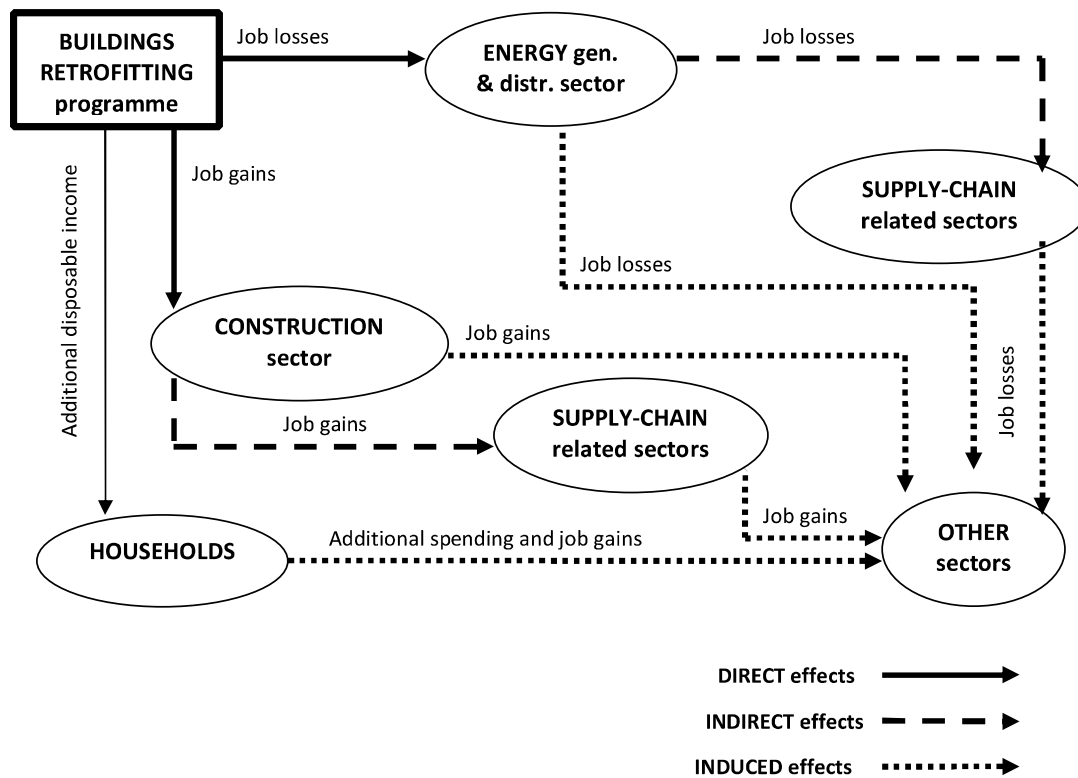 BUILDINGS
RETROFITTING
programme
Job losses
ENERGY gen.
& distr. sector
Job losses
SUPPLY-CHAIN
related sectors
Job gains
Additional disposable income
Job losses
CONSTRUCTION
sector
Job gains
Job losses
Job gains
SUPPLY-CHAIN
related sectors
Job gains
HOUSEHOLDS
Additional spending and job gains
OTHER
sectors
DIRECT effects
INDIRECT effects
INDUCED effects